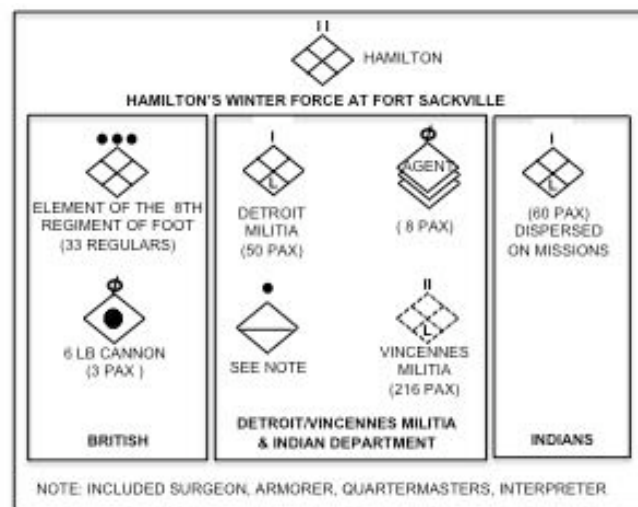 II
HAMILTON
HAMILTON'S WINTER FORCE AT FORT SACKVILLE
ELEMENT OF THE 8TH
REGIMENT OF FOOT
(33 REGULARS)
6 LB CANNON
(3 PAX )
BRITISH
I
L
DETROIT
MILITIA
(50 PAX)
AGENT
( 8 PAX)
SEE NOTE
II
L
VINCENNES
MILITIA
(216 PAX)
DETROIT/VINCENNES MILITIA
& INDIAN DEPARTMENT
I
L
(60 PAX)
DISPERSED
ON MISSIONS
INDIANS
NOTE: INCLUDED SURGEON, ARMORER, QUARTERMASTERS, INTERPRETER